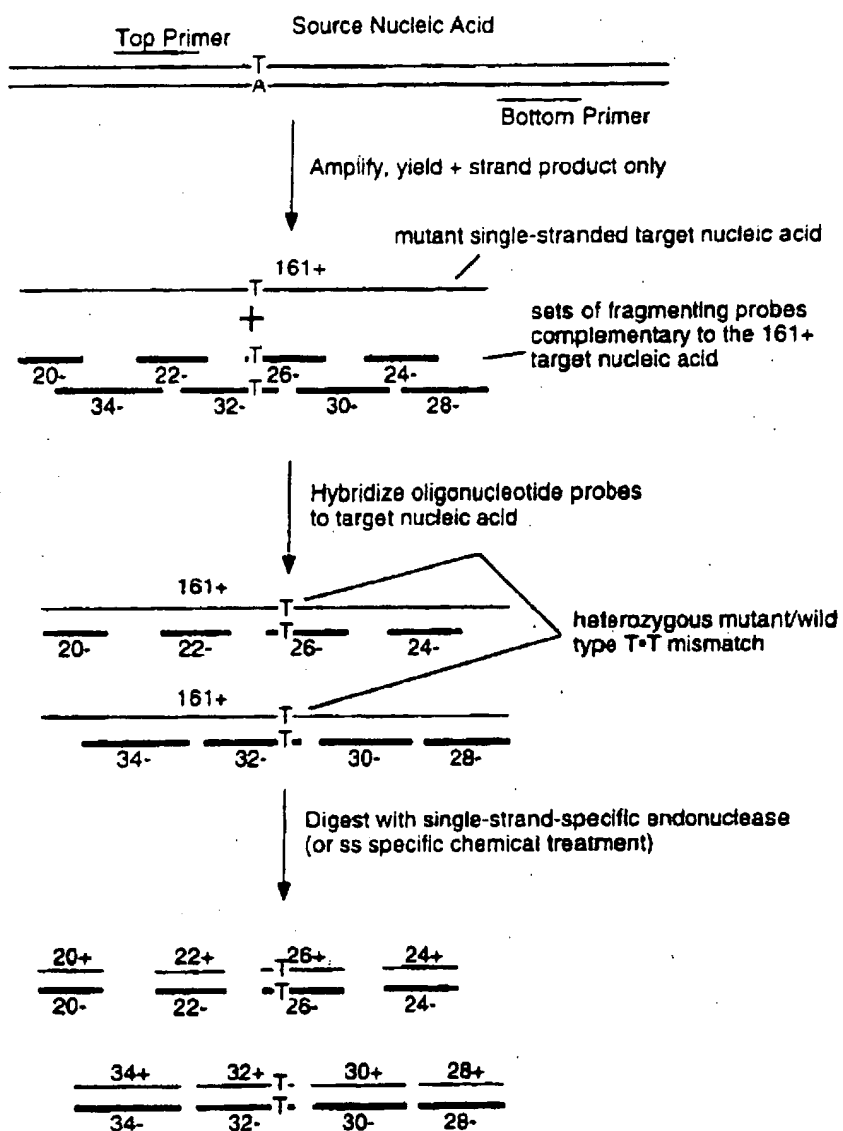 Top Primer Source Nucleic Acid
T
A
Bottom Primer
Amplify, yield + strand product only
mutant single-stranded target nucleic acid
161+
T
+
sets of fragmenting probes
complementary to the 161+
target nucleic acid
T
20- 22- 26- 24-
T
34- 32- 30- 28-
Hybridize oligonucleotide probes
to target nucleic acid
161+
T
T
20- 22- 26- 24-
heterozygous mutant/wild
type T•T mismatch
161+
T
T
34- 32- 30- 28-
Digest with single-strand-specific endonuclease
(or ss specific chemical treatment)
20+ 22+ 26+ 24+
T
T
20- 22- 26- 24-
34+ 32+ 30+ 28+
T
T
34- 32- 30- 28-